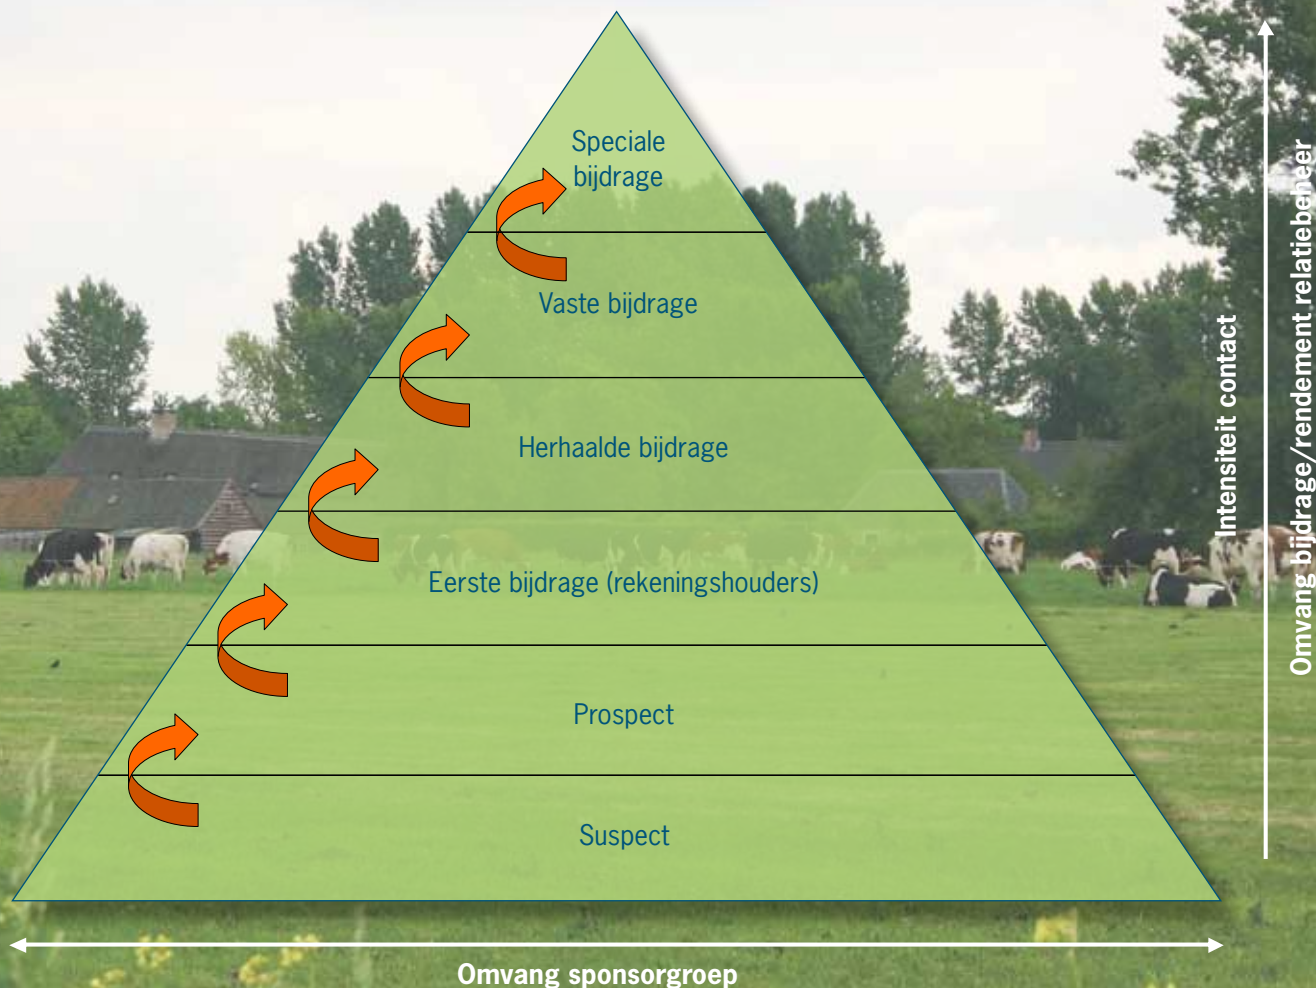 Speciale
bijdrage
Vaste bijdrage
Herhaalde bijdrage
Eerste bijdrage (rekeningshouders)
Prospect
Suspect
Omvang sponsorgroep
Intensiteit contact
Omvang bijdrage/rendement relatiebeheer